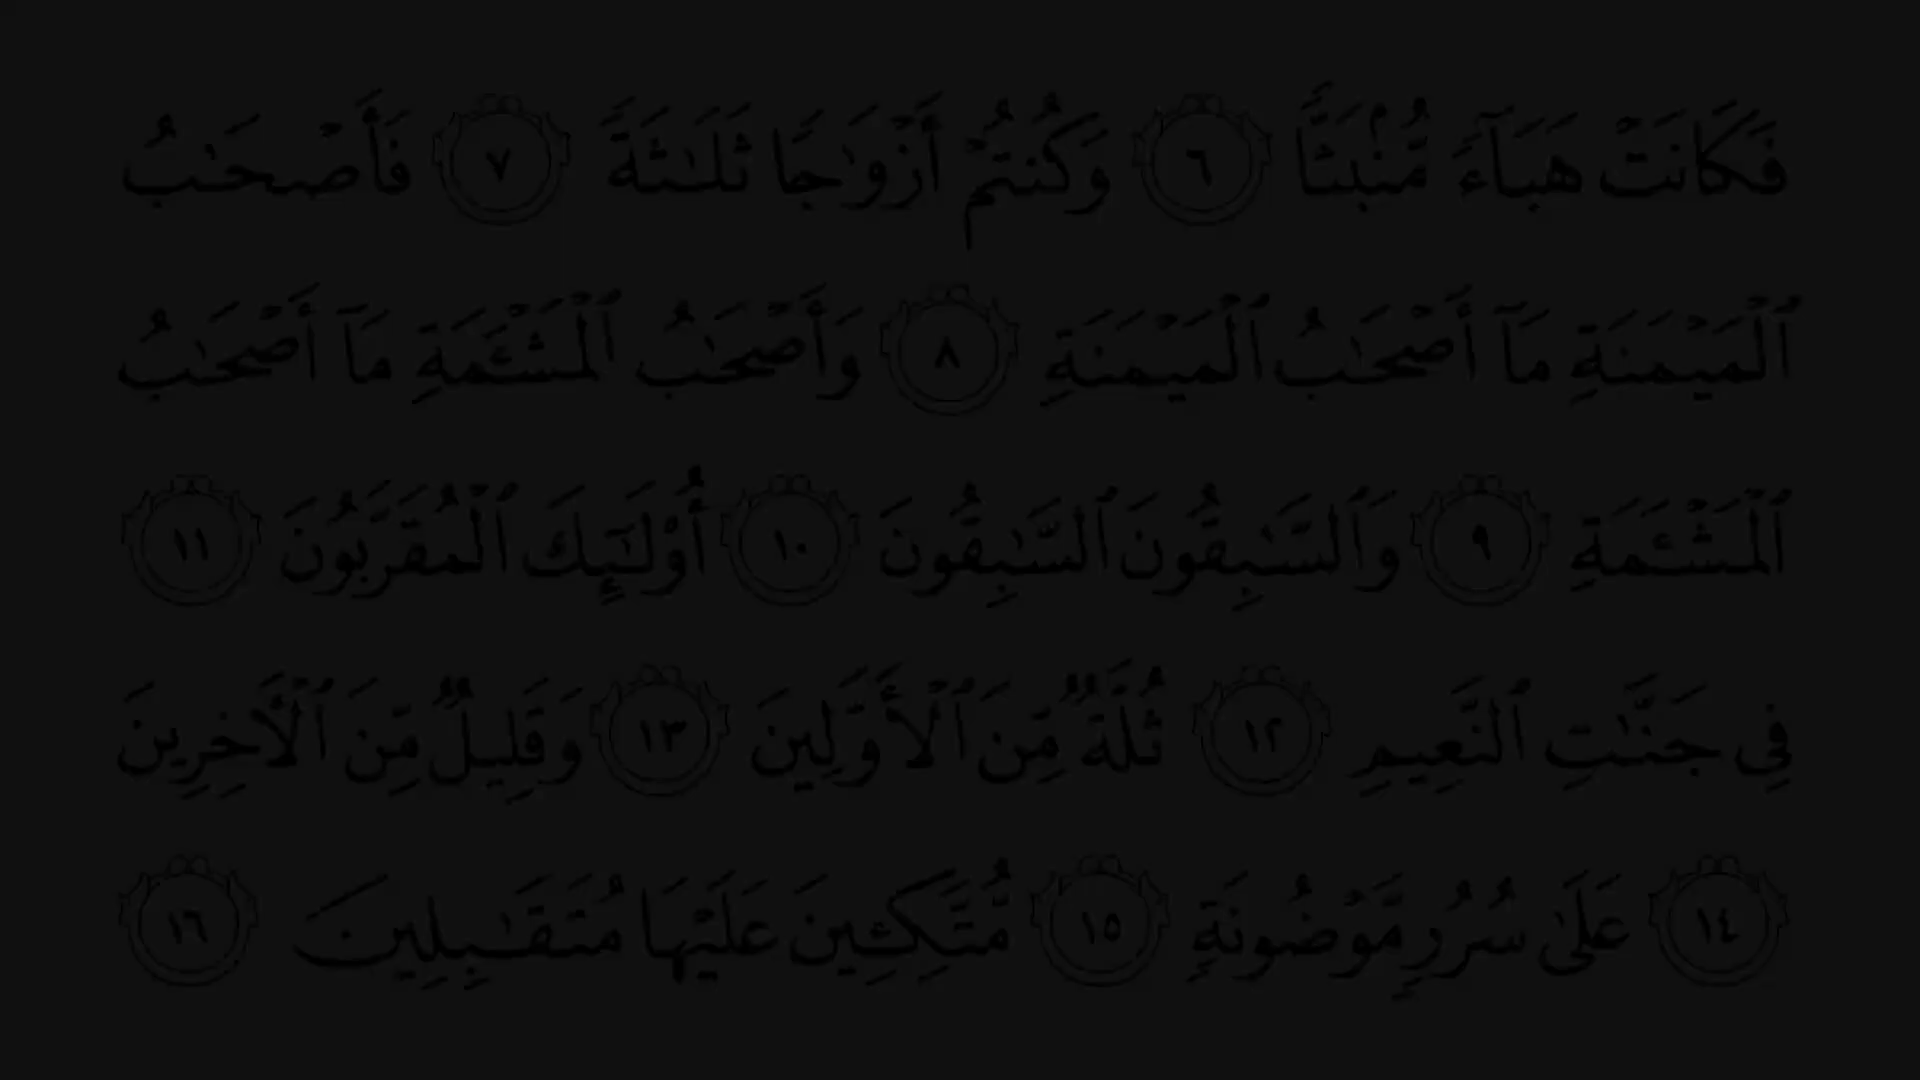 فَكَانَتْ هَبَآءً مُّنۢبَثًّا ٦ وَكُنتُمْ أَزْوَٰجًا ثَلَـٰثَةً ٧ فَأَصْحَـٰبُ
ٱلْمَيْمَنَةِ مَآ أَصْحَـٰبُ ٱلْمَيْمَنَةِ ٨ وَأَصْحَـٰبُ ٱلْمَشْـَٔمَةِ مَآ أَصْحَـٰبُ
ٱلْمَشْـَٔمَةِ ٩ وَٱلسَّـٰبِقُونَ ٱلسَّـٰبِقُونَ ١٠ أُو۟لَـٰٓئِكَ ٱلْمُقَرَّبُونَ ١١
فِى جَنَّـٰتِ ٱلنَّعِيمِ ١٢ ثُلَّةٌ مِّنَ ٱلْأَوَّلِينَ ١٣ وَقَلِيلٌ مِّنَ ٱلْـَٔاخِرِينَ
١٤ عَلَىٰ سُرُرٍ مَّوْضُونَةٍ ١٥ مُّتَّكِـِٔينَ عَلَيْهَا مُتَقَـٰبِلِينَ ١٦